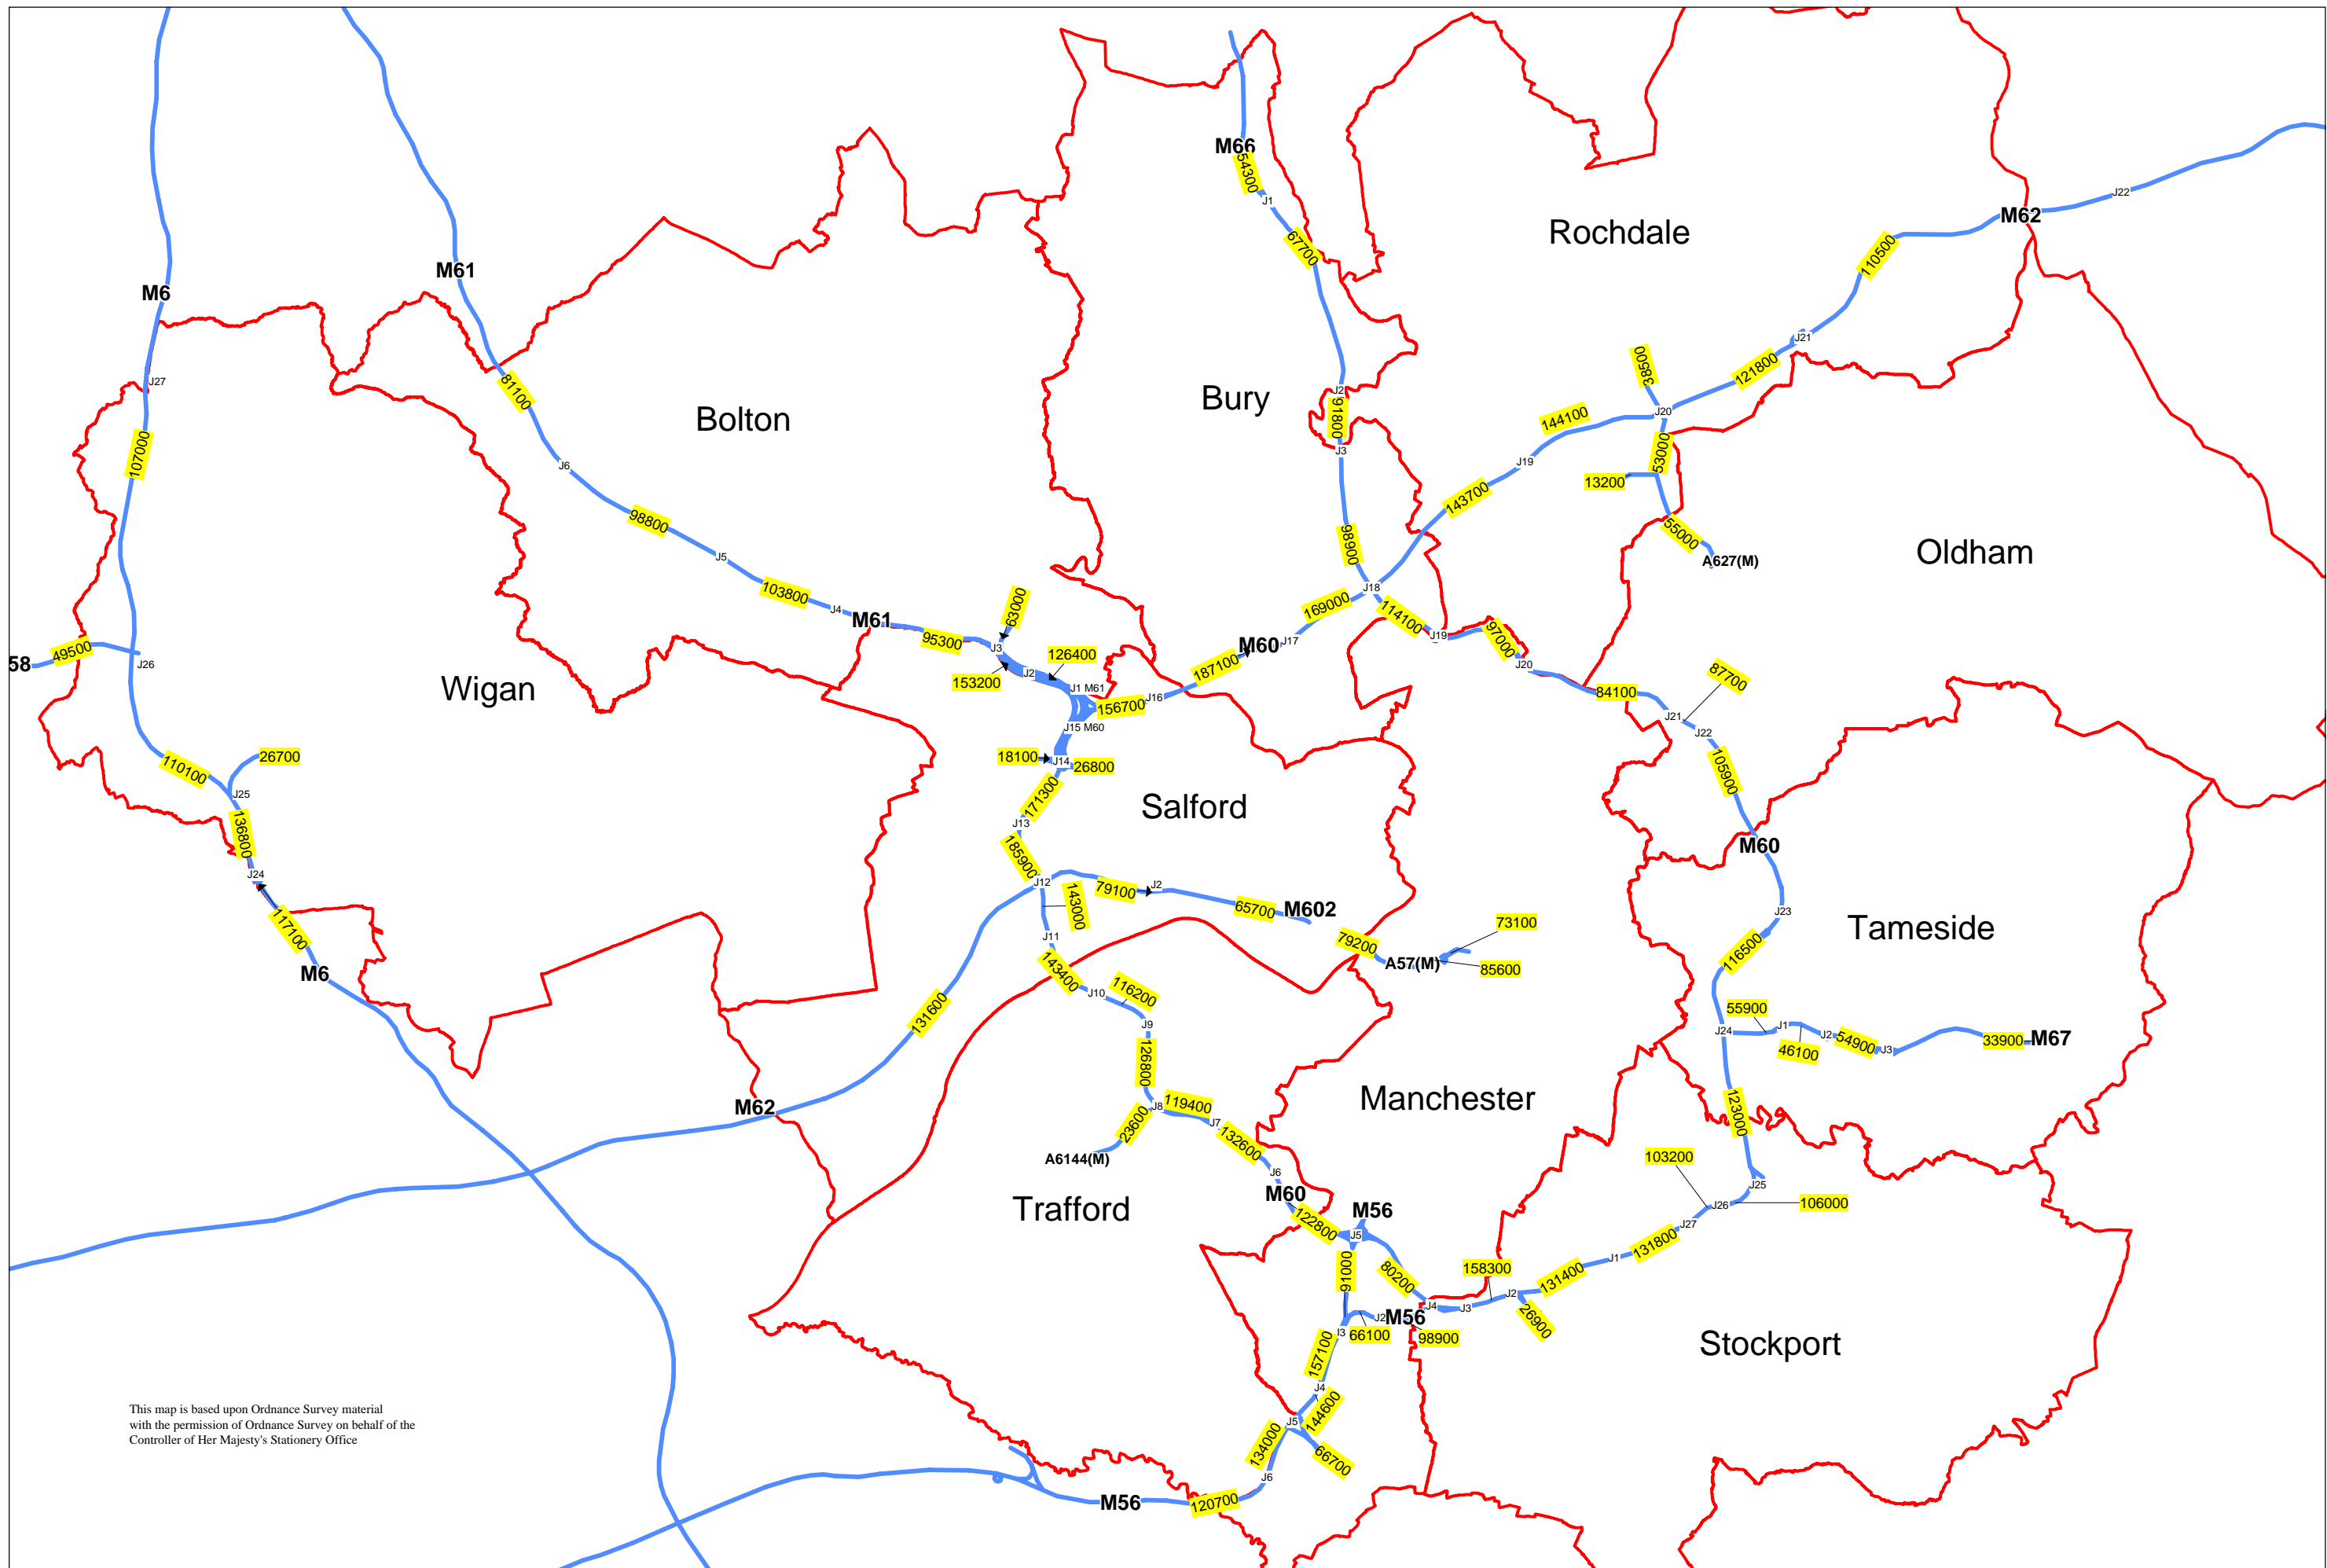 M66
54300
J1
Rochdale
J22
M62
110500
67700
M61
M6
J21
121800
38500
J27
81100
Bolton
Bury
J2
91800
J20
144100
J3
107000
J6
J19
53000
13200
143700
98800
98900
55000
A627(M)
Oldham
J5
103800
J4
M61
63000
J18
169000
114100
J19
97000
95300
J3
M60
J17
58
49500
J26
153200
J2
126400
187100
J20
87700
Wigan
J1 M61
156700
J16
84100
J21
J15 M60
J22
110100
26700
18100
J14
26800
105900
J25
171300
Salford
136800
J13
M60
185900
J24
J12
143000
79100
J2
65700
M602
J23
117100
73100
Tameside
J11
79200
116500
M6
143400
A57(M)
85600
J10
116200
131600
J9
55900
J24
J1
J2
54900
J3
33900
M67
46100
126800
M62
J8
119400
Manchester
123000
23600
J7
132600
A6144(M)
J6
103200
J25
Trafford
M60
M56
J26
106000
122800
J5
J27
91000
80200
158300
J1
131800
131400
J4
J3
J2
26900
J2
M56
J3
66100
98900
Stockport
157100
J4
144600
J5
134000
66700
J6
M56
120700
This map is based upon Ordnance Survey material
with the permission of Ordnance Survey on behalf of the
Controller of Her Majesty's Stationery Office